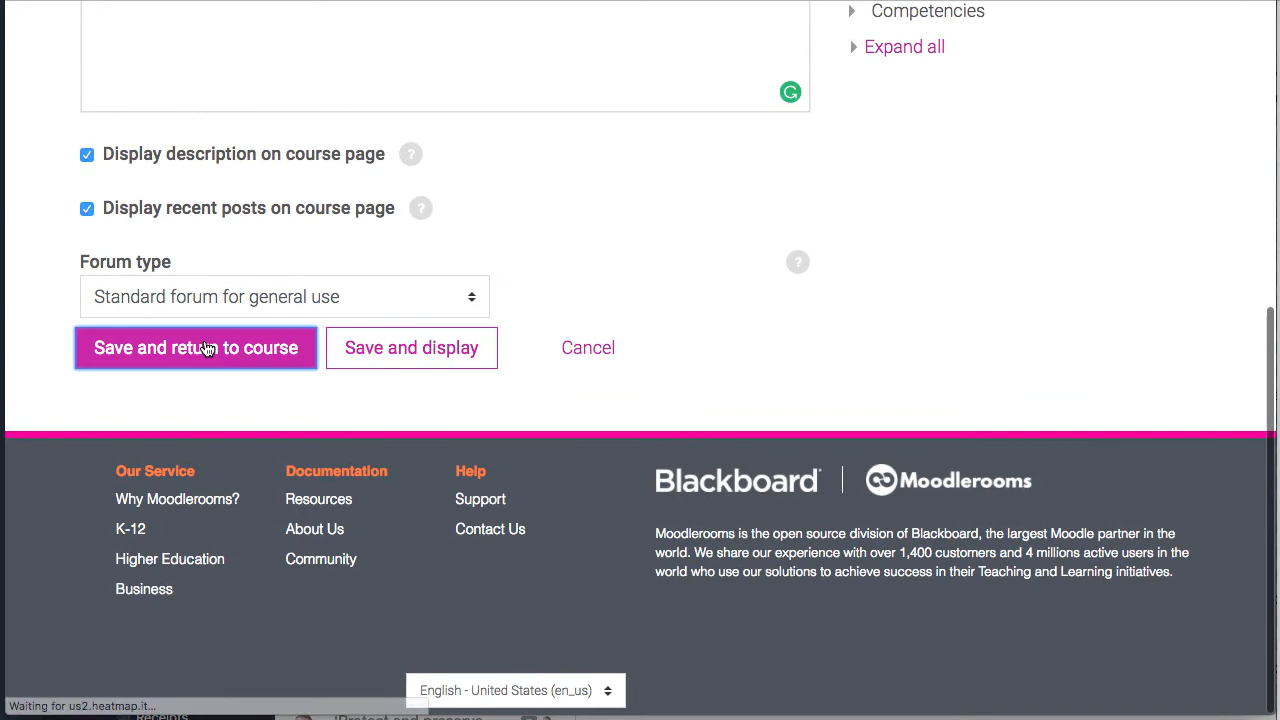 Competencies
Expand all
Display description on course page ?
Display recent posts on course page ?
Forum type ?
Standard forum for general use
Save and return to course Save and display Cancel
Our Service
Why Moodlerooms?
K-12
Higher Education
Business
Documentation
Resources
About Us
Community
Help
Support
Contact Us
Blackboard | Moodlerooms
Moodlerooms is the open source division of Blackboard, the largest Moodle partner in the
world. We share our experience with over 1,400 customers and 4 millions active users in the
world who use our solutions to achieve success in their Teaching and Learning initiatives.
English - United States (en_us)
Waiting for us2.heatmap.it...
Receipts